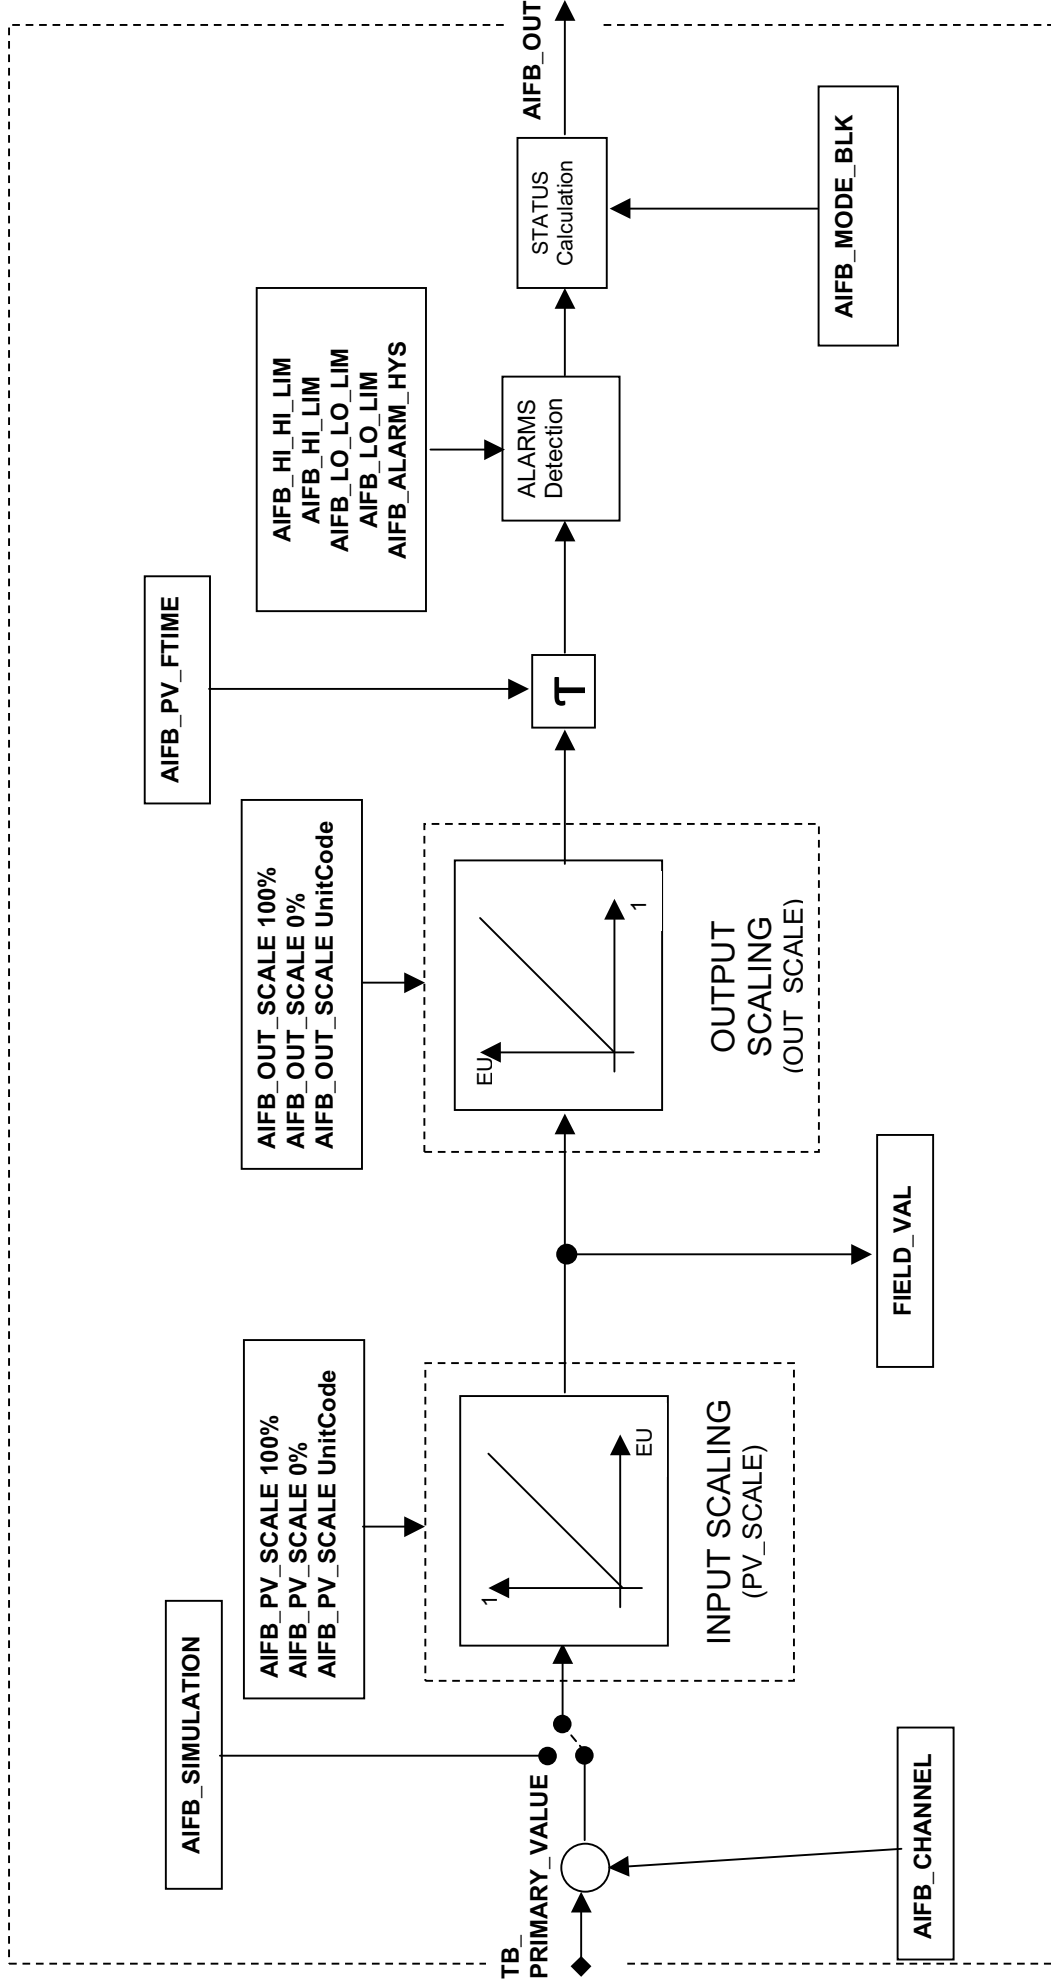 TB_
PRIMARY_VALUE
AIFB_SIMULATION
AIFB_CHANNEL
AIFB_PV_SCALE 100%
AIFB_PV_SCALE 0%
AIFB_PV_SCALE UnitCode
1
EU
INPUT SCALING
(PV_SCALE)
FIELD_VAL
AIFB_OUT_SCALE 100%
AIFB_OUT_SCALE 0%
AIFB_OUT_SCALE UnitCode
EU
1
OUTPUT
SCALING
(OUT SCALE)
AIFB_PV_FTIME
τ
AIFB_HI_HI_LIM
AIFB_HI_LIM
AIFB_LO_LO_LIM
AIFB_LO_LIM
AIFB_ALARM_HYS
ALARMS
Detection
STATUS
Calculation
AIFB_MODE_BLK
AIFB_OUT